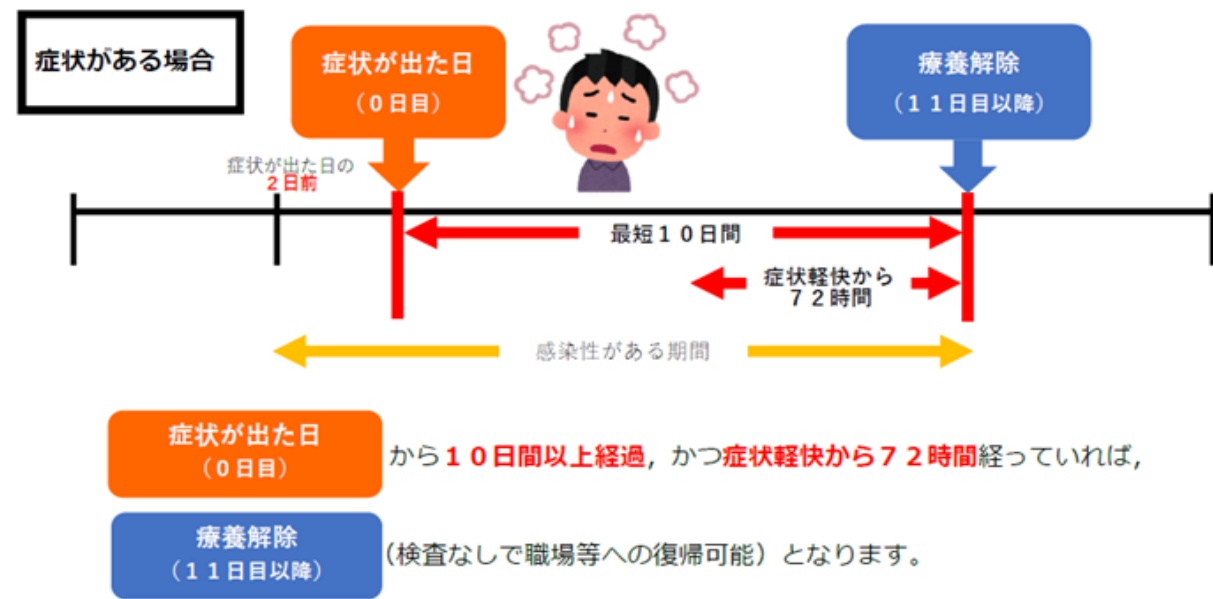 症状がある場合
症状が出た日
（０日目）
療養解除
（１１日目以降）
症状が出た日の
２日前
最短１０日間
症状軽快から
７２時間
感染性がある期間
症状が出た日
（０日目）
から１０日間以上経過，かつ症状軽快から７２時間経っていれば，
療養解除
（１１日目以降）
（検査なしで職場等への復帰可能）となります。